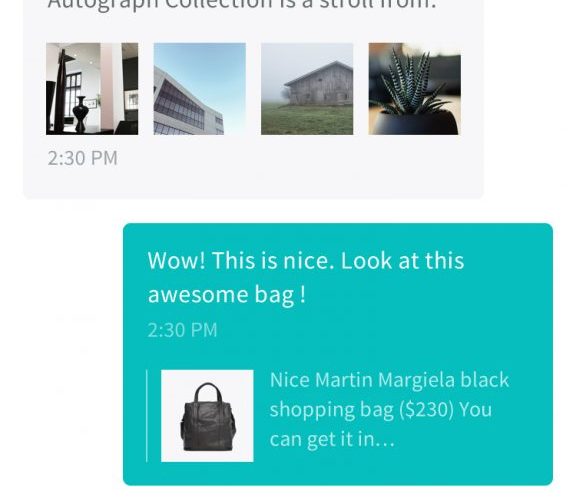 Autograph Collection is a stroll from.
2:30 PM
Wow! This is nice. Look at this
awesome bag !
2:30 PM
Nice Martin Margiela black
shopping bag ($230) You
can get it in...